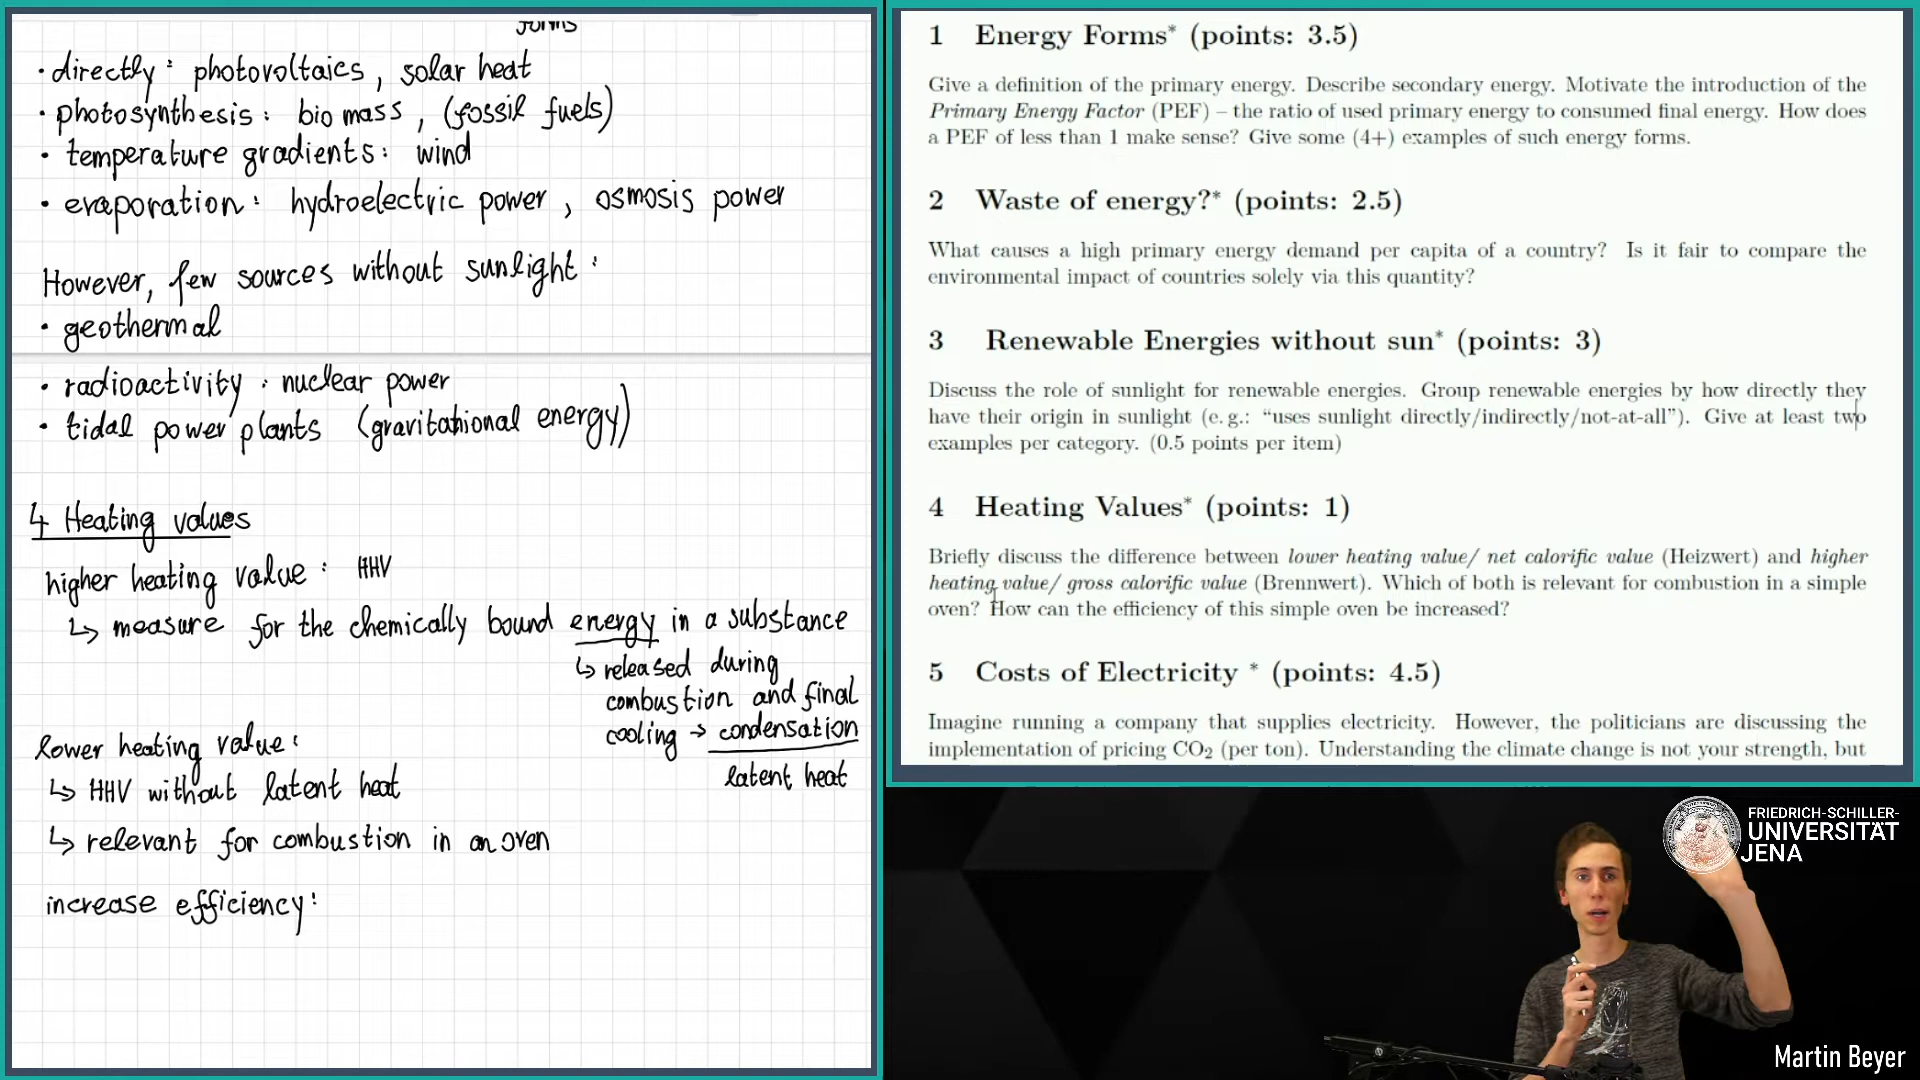 forms
· directly : photovoltaics , solar heat
· photosynthesis : bio mass , (fossil fuels)
· temperature gradients : wind
· evaporation : hydroelectric power , osmosis power
However, few sources without sunlight :
· geothermal
· radioactivity : nuclear power
· tidal power plants (gravitational energy)
4 Heating values
higher heating value : HHV
↳ measure for the chemically bound energy in a substance
↳ released during
combustion and final
cooling → condensation
latent heat
lower heating value :
↳ HHV without latent heat
↳ relevant for combustion in an oven
increase efficiency :
1 Energy Forms* (points: 3.5)
Give a definition of the primary energy. Describe secondary energy. Motivate the introduction of the
Primary Energy Factor (PEF) – the ratio of used primary energy to consumed final energy. How does
a PEF of less than 1 make sense? Give some (4+) examples of such energy forms.
2 Waste of energy?* (points: 2.5)
What causes a high primary energy demand per capita of a country? Is it fair to compare the
environmental impact of countries solely via this quantity?
3 Renewable Energies without sun* (points: 3)
Discuss the role of sunlight for renewable energies. Group renewable energies by how directly they
have their origin in sunlight (e. g.: “uses sunlight directly/indirectly/not-at-all”). Give at least two
examples per category. (0.5 points per item)
4 Heating Values* (points: 1)
Briefly discuss the difference between lower heating value/ net calorific value (Heizwert) and higher
heating value/ gross calorific value (Brennwert). Which of both is relevant for combustion in a simple
oven? How can the efficiency of this simple oven be increased?
5 Costs of Electricity * (points: 4.5)
Imagine running a company that supplies electricity. However, the politicians are discussing the
implementation of pricing CO₂ (per ton). Understanding the climate change is not your strength, but
FRIEDRICH-SCHILLER-
UNIVERSITÄT
JENA
Martin Beyer